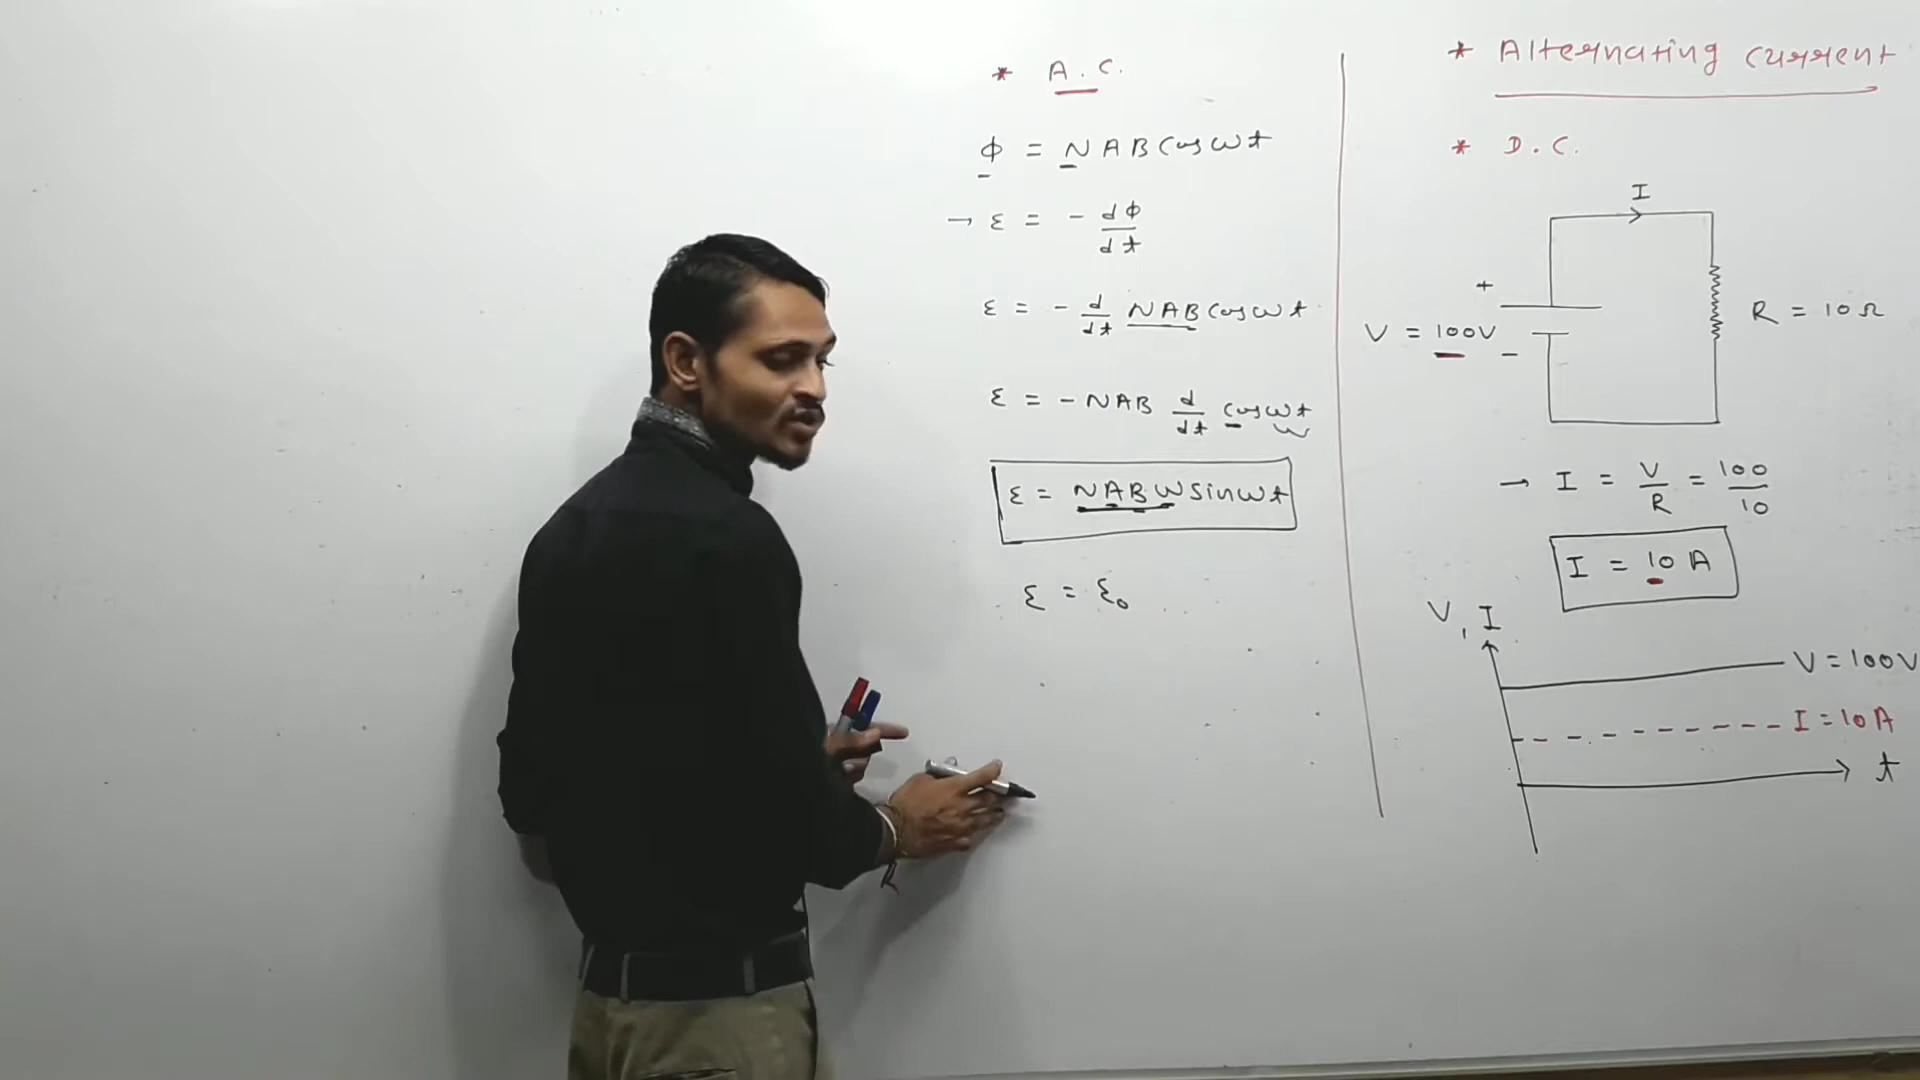 * Alternating current
* D.C.
I
+
V = 100V
-
R = 10 Ω
→ I = V/R = 100/10
I = 10 A
V, I
V = 100V
I = 10A
t
* A.C.
ϕ = NAB cos ωt
→ ε = - dϕ/dt
ε = - d/dt NAB cos ωt
ε = - NAB d/dt cos ωt
ε = NABω sin ωt
ε = ε₀